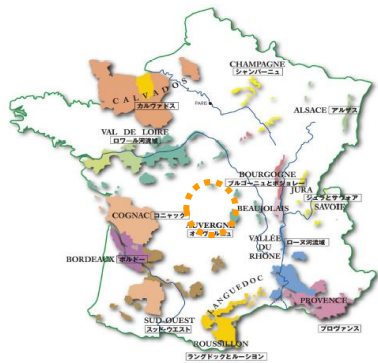 CHAMPAGNE
シャンパーニュ
CALVADOS
カルヴァドス
PARIS
ALSACE アルザス
VAL DE LOIRE
ロワール河流域
BOURGOGNE
ブルゴーニュとボジョレー
JURA
ジュラとサヴォア
SAVOIE
BEAUJOLAIS
COGNAC コニャック
AUVERGNE
オーヴェルニュ
VALLÉE
DU
RHÔNE
ローヌ河流域
BORDEAUX ボルドー
LANGUEDOC
PROVENCE
プロヴァンス
SUD-OUEST
スッド・ウエスト
ROUSSILLON
ラングドックとルーション